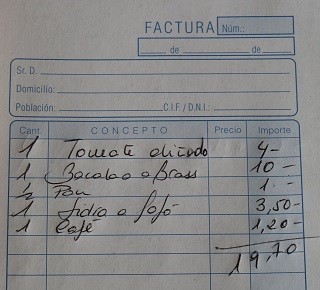 FACTURA Núm.:
de de
Sr. D.
Domicilio:
Población: C.I.F./D.N.I.:
Cant. CONCEPTO Precio Importe
1 Tomate aliñado 4-
1 Bacalao a Brass 10-
½ Pan 1-
1 Sidra o 3,50-
1 Café 1,20-
19,70